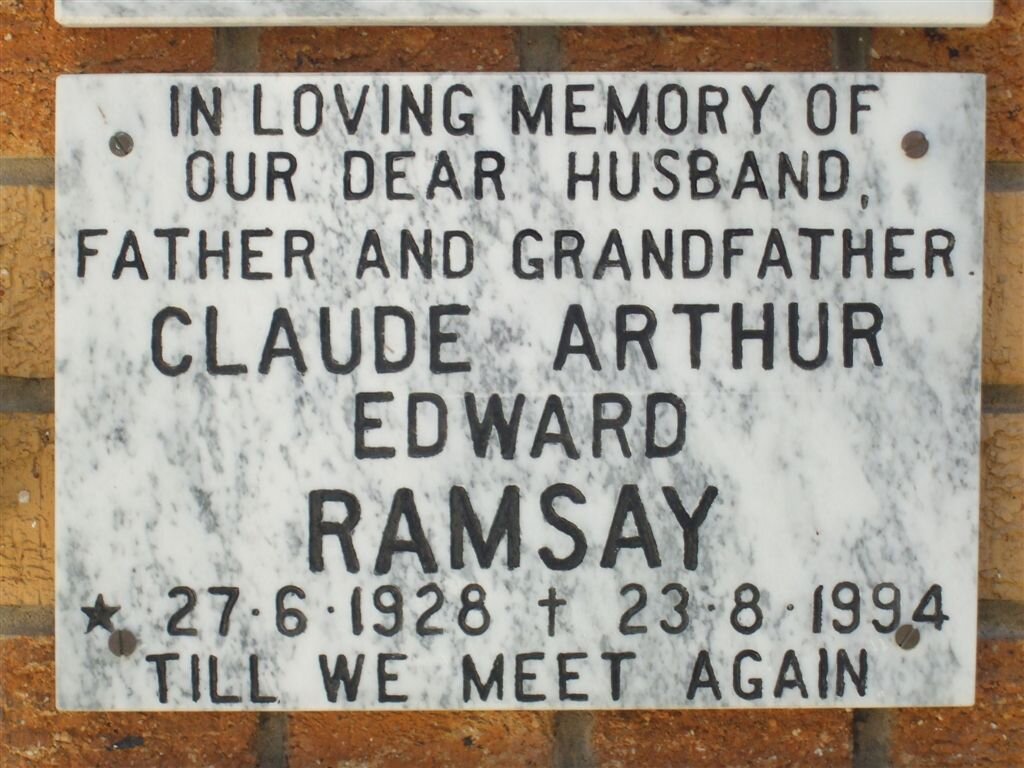 IN LOVING MEMORY OF
OUR DEAR HUSBAND,
FATHER AND GRANDFATHER.
CLAUDE ARTHUR
EDWARD
RAMSAY
★ 27·6·1928 † 23·8·1994
TILL WE MEET AGAIN